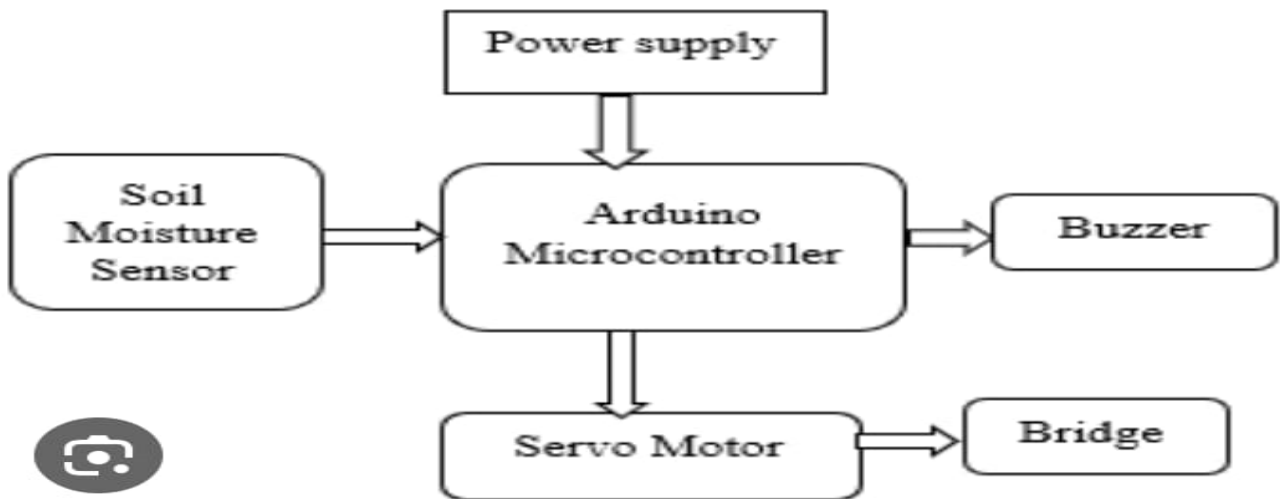 Power supply
Soil
Moisture
Sensor
Arduino
Microcontroller
Buzzer
Servo Motor
Bridge